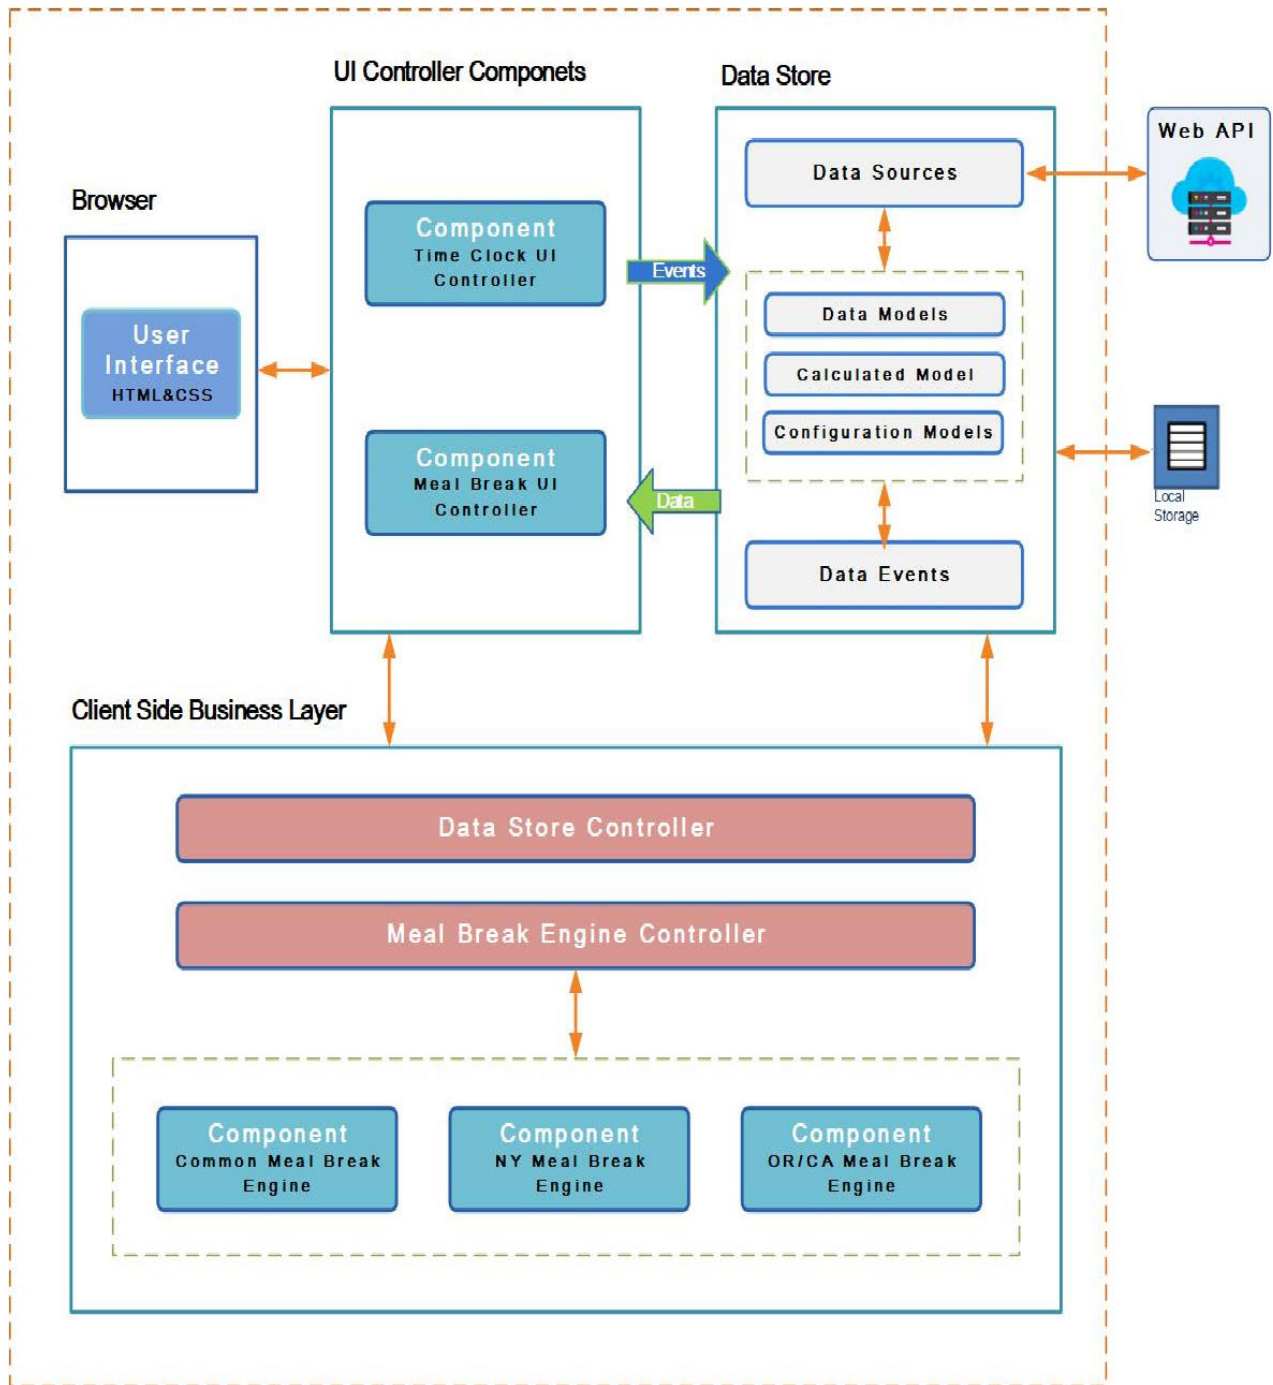 UI Controller Componets
Data Store
Web API
Data Sources
Browser
Component
Time Clock UI
Controller
Events
Data Models
User
Interface
HTML&CSS
Calculated Model
Configuration Models
Component
Meal Break UI
Controller
Data
Local
Storage
Data Events
Client Side Business Layer
Data Store Controller
Meal Break Engine Controller
Component
Common Meal Break
Engine
Component
NY Meal Break
Engine
Component
OR/CA Meal Break
Engine